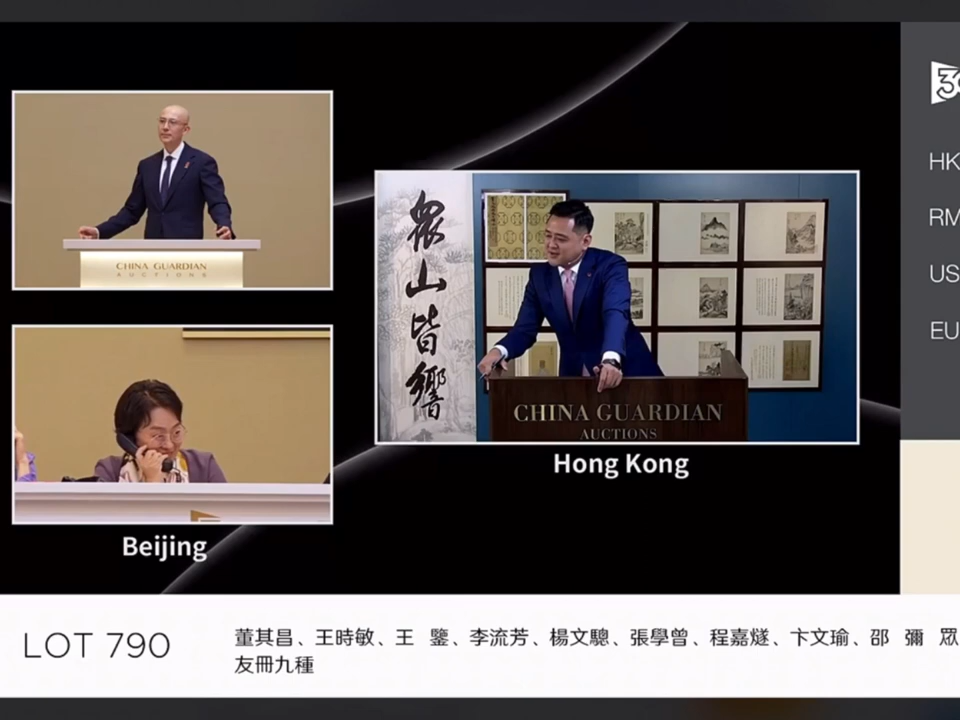 CHINA GUARDIAN
AUCTIONS
Beijing
眾山皆響
CHINA GUARDIAN
AUCTIONS
Hong Kong
3
HK
RM
US
EU
LOT 790
董其昌、王時敏、王 鑒、李流芳、楊文驄、張學曾、程嘉燧、卞文瑜、邵 彌 眾
友冊九種